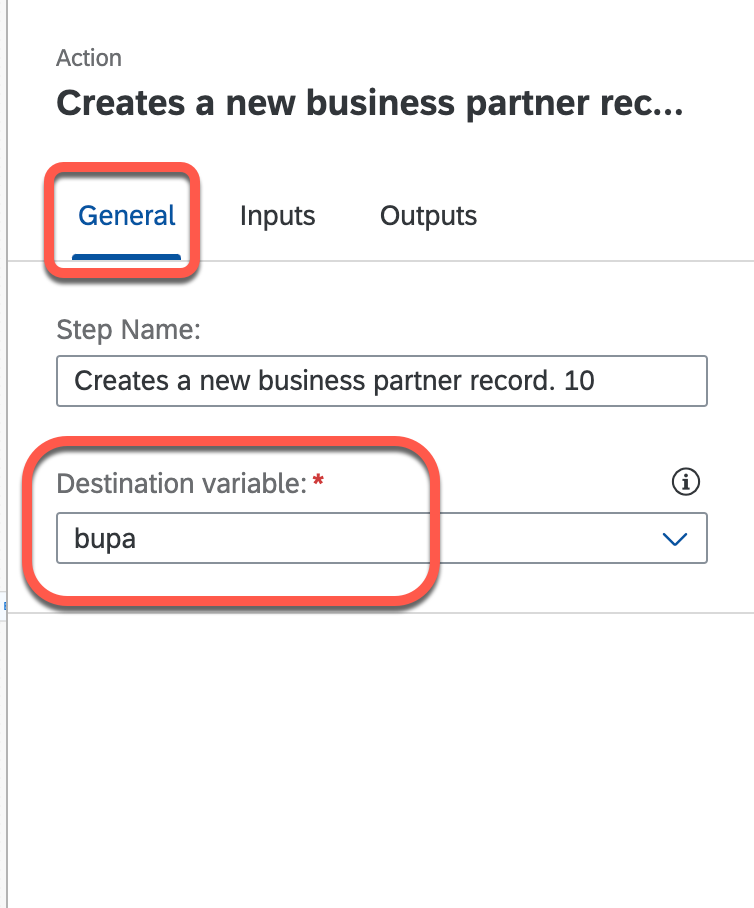 Action
Creates a new business partner rec...
General Inputs Outputs
Step Name:
Creates a new business partner record. 10
Destination variable: *
bupa